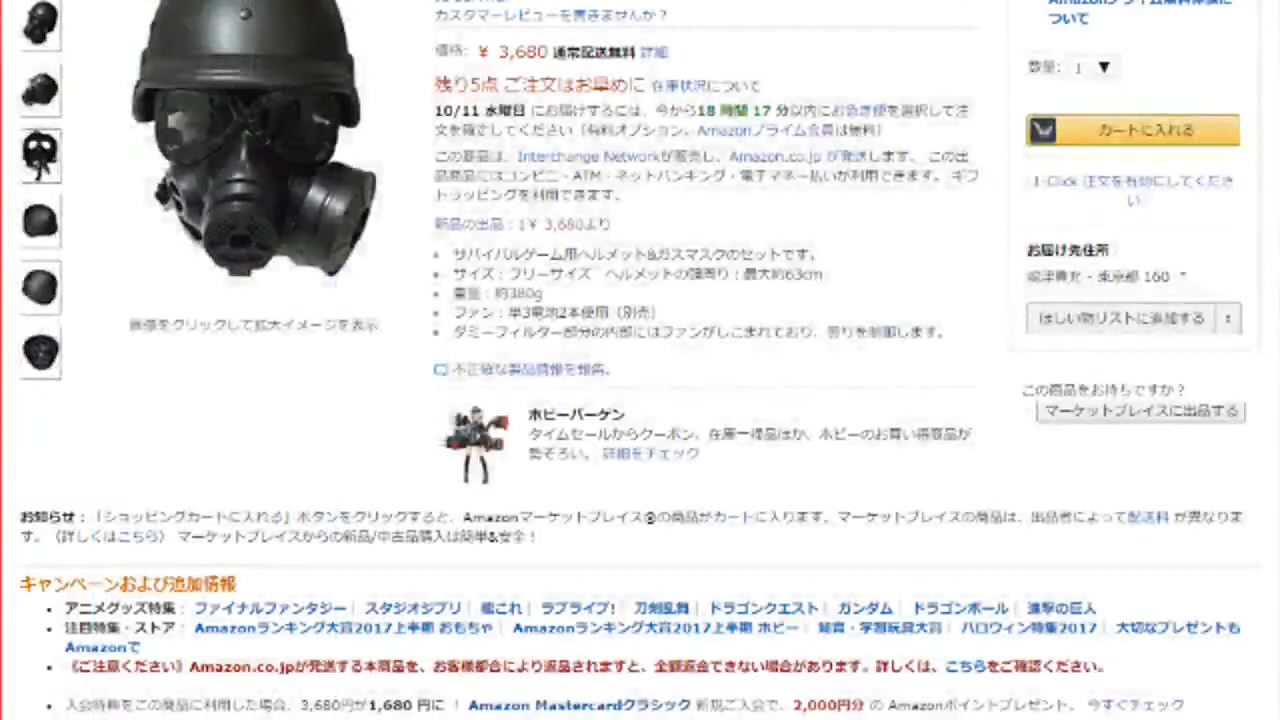 カスタマーレビューを書きませんか？
価格: ￥ 3,680 通常配送無料 詳細
残り5点 ご注文はお早めに 在庫状況について
10/11 水曜日 にお届けするには、今から18 時間 17 分以内にお急ぎ便を選択して注
文を確定してください（有料オプション。Amazonプライム会員は無料）
この商品は、Interchange Networkが販売し、Amazon.co.jp が発送します。 この出
品商品にはコンビニ・ATM・ネットバンキング・電子マネー払いが利用できます。 ギフ
トラッピングを利用できます。
新品の出品：1￥ 3,680より
サバイバルゲーム用ヘルメット&ガスマスクのセットです。
サイズ：フリーサイズ ヘルメットの頭周り：最大約63cm
重量：約380g
ファン：単3電池2本使用（別売）
ダミーフィルター部分の内部にはファンがしこまれており、曇りを制御します。
画像をクリックして拡大イメージを表示
不正確な製品情報を報告。
ホビーバーゲン
タイムセールからクーポン、在庫一掃品ほか、ホビーのお買い得商品が
勢ぞろい。 詳細をチェック
について
数量: 1
カートに入れる
1-Click 注文を有効にしてくださ
い
お届け先住所
東京都 160
ほしい物リストに追加する
この商品をお持ちですか？
マーケットプレイスに出品する
お知らせ：「ショッピングカートに入れる」ボタンをクリックすると、Amazonマーケットプレイス®の商品がカートに入ります。マーケットプレイスの商品は、出品者によって配送料 が異なりま
す。（詳しくはこちら） マーケットプレイスからの新品/中古品購入は簡単&安全！
キャンペーンおよび追加情報
アニメグッズ特集： ファイナルファンタジー｜ スタジオジブリ｜ 艦これ｜ ラブライブ!｜ 刀剣乱舞｜ ドラゴンクエスト｜ ガンダム｜ ドラゴンボール｜ 進撃の巨人
注目特集・ストア： Amazonランキング大賞2017上半期 おもちゃ｜ Amazonランキング大賞2017上半期 ホビー｜ 知育・学習玩具大賞｜ ハロウィン特集2017｜ 大切なプレゼントも
Amazonで
《ご注意ください》Amazon.co.jpが発送する本商品を、お客様都合により返品されますと、全額返金できない場合があります。詳しくは、こちらをご確認ください。
入会特典をこの商品に利用した場合、3,680円が1,680 円に ！ Amazon Mastercardクラシック 新規ご入会で、2,000円分 の Amazonポイントプレゼント。 今すぐチェック